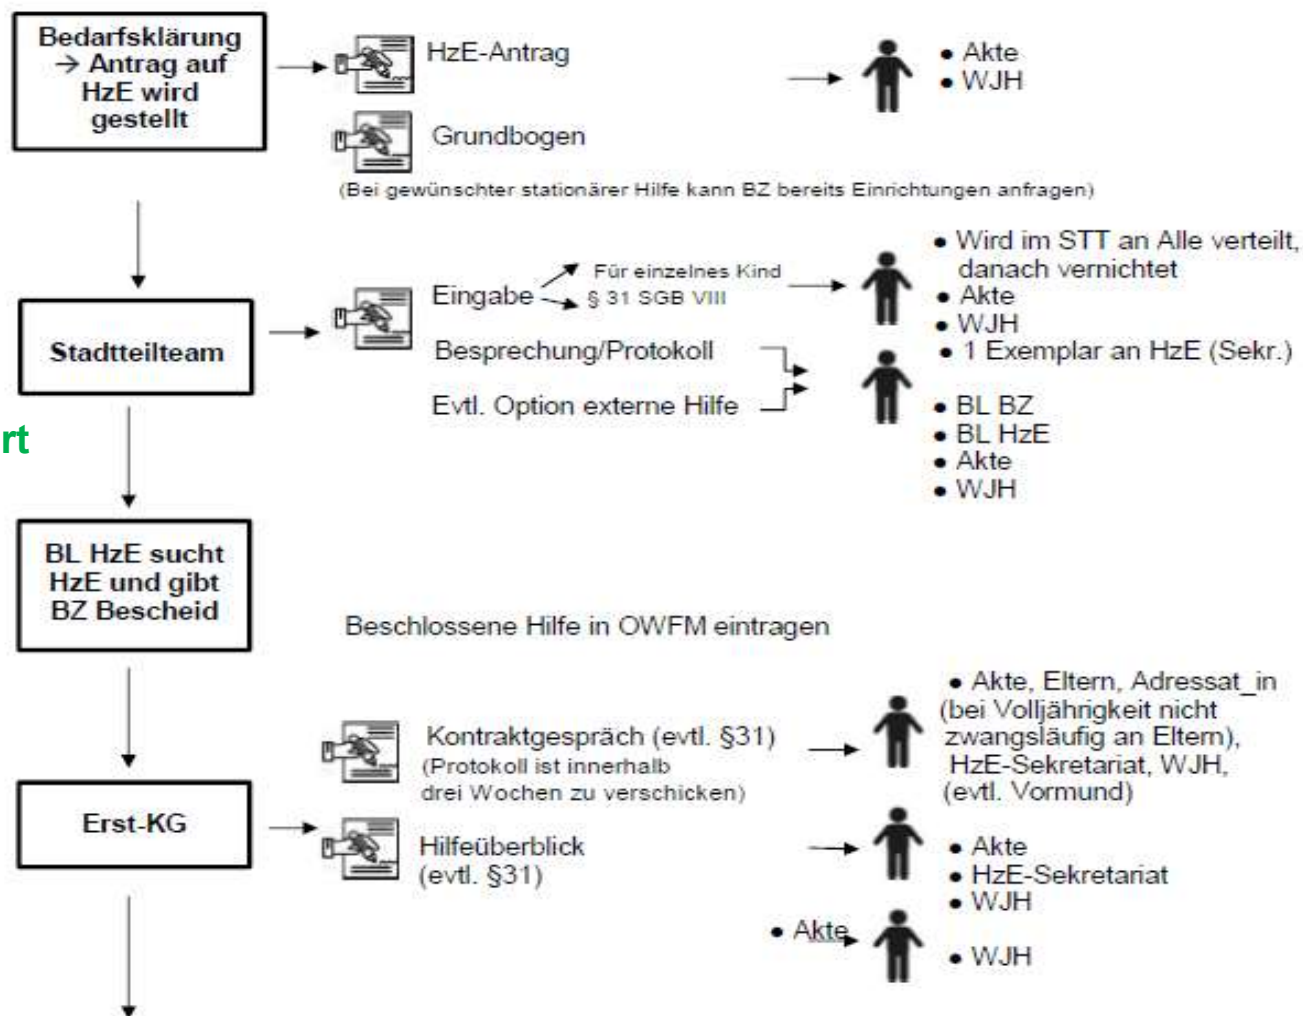 Bedarfsklärung
→ Antrag auf
HzE wird
gestellt
HzE-Antrag
● Akte
● WJH
Grundbogen
(Bei gewünschter stationärer Hilfe kann BZ bereits Einrichtungen anfragen)
Stadtteilteam
Eingabe
Für einzelnes Kind
§ 31 SGB VIII
● Wird im STT an Alle verteilt,
danach vernichtet
● Akte
● WJH
● 1 Exemplar an HzE (Sekr.)
Besprechung/Protokoll
Evtl. Option externe Hilfe
● BL BZ
● BL HzE
● Akte
● WJH
rt
BL HzE sucht
HzE und gibt
BZ Bescheid
Beschlossene Hilfe in OWFM eintragen
Erst-KG
Kontraktgespräch (evtl. §31)
(Protokoll ist innerhalb
drei Wochen zu verschicken)
● Akte, Eltern, Adressat_in
(bei Volljährigkeit nicht
zwangsläufig an Eltern),
HzE-Sekretariat, WJH,
(evtl. Vormund)
Hilfeüberblick
(evtl. §31)
● Akte
● HzE-Sekretariat
● WJH
● Akte
● WJH